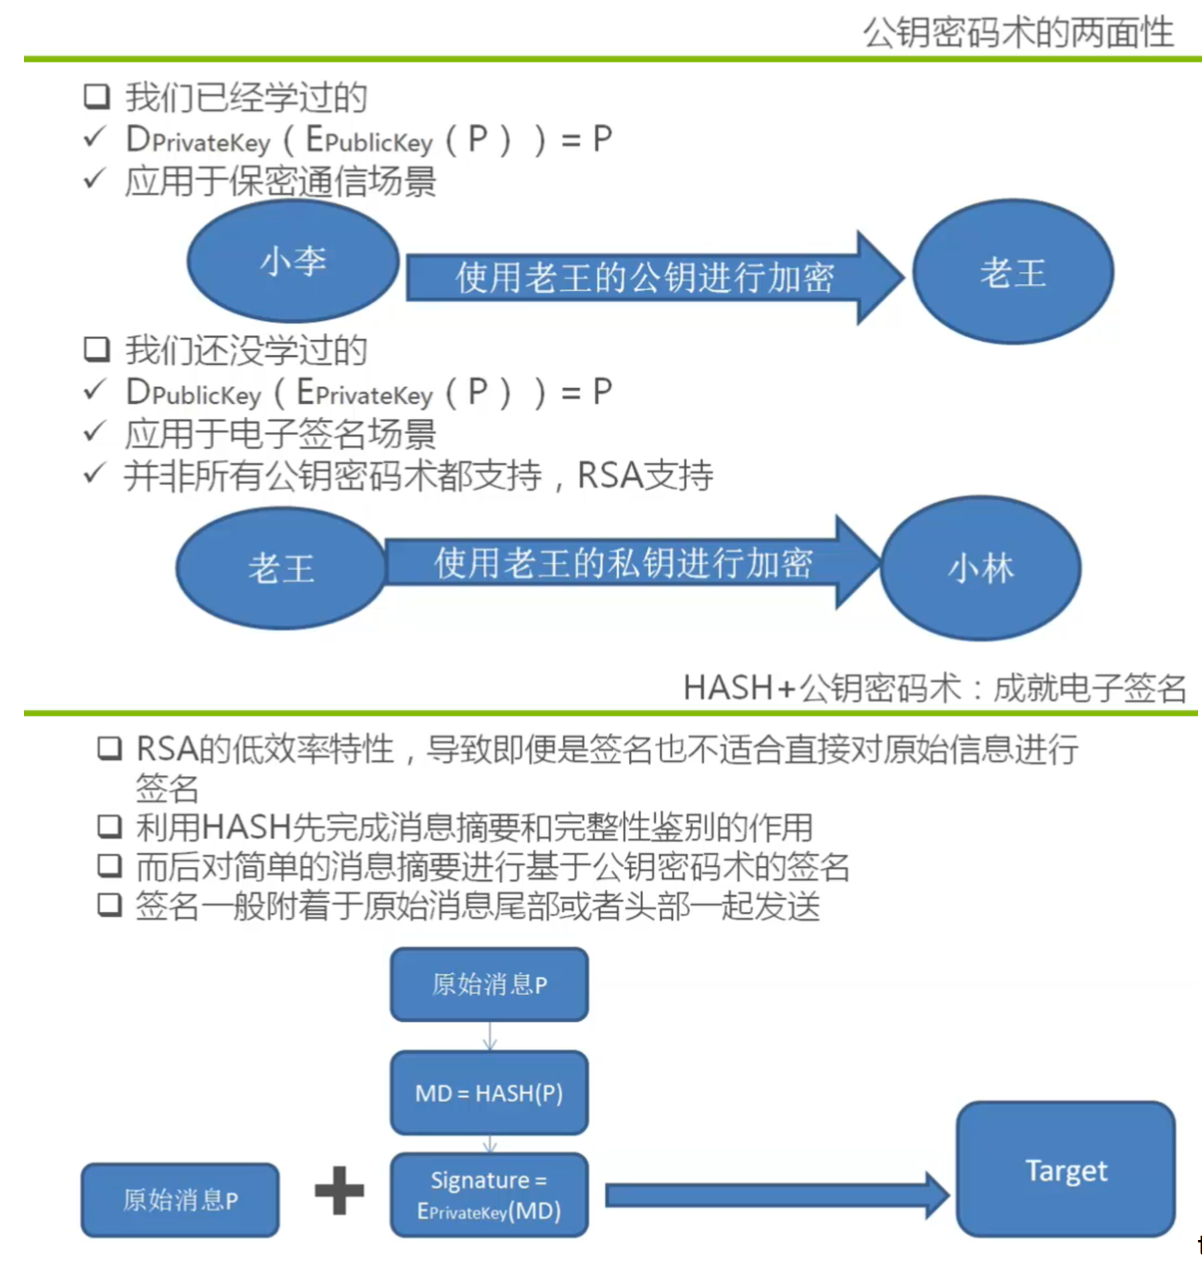 公钥密码术的两面性
❑ 我们已经学过的
✓ DPrivateKey ( EPublicKey ( P ) ) = P
✓ 应用于保密通信场景
小李
使用老王的公钥进行加密
老王
❑ 我们还没学过的
✓ DPublicKey ( EPrivateKey ( P ) ) = P
✓ 应用于电子签名场景
✓ 并非所有公钥密码术都支持，RSA支持
老王
使用老王的私钥进行加密
小林
HASH+公钥密码术：成就电子签名
❑ RSA的低效率特性，导致即便是签名也不适合直接对原始信息进行
签名
❑ 利用HASH先完成消息摘要和完整性鉴别的作用
❑ 而后对简单的消息摘要进行基于公钥密码术的签名
❑ 签名一般附着于原始消息尾部或者头部一起发送
原始消息P
MD = HASH(P)
原始消息P
+
Signature =
EPrivateKey(MD)
Target